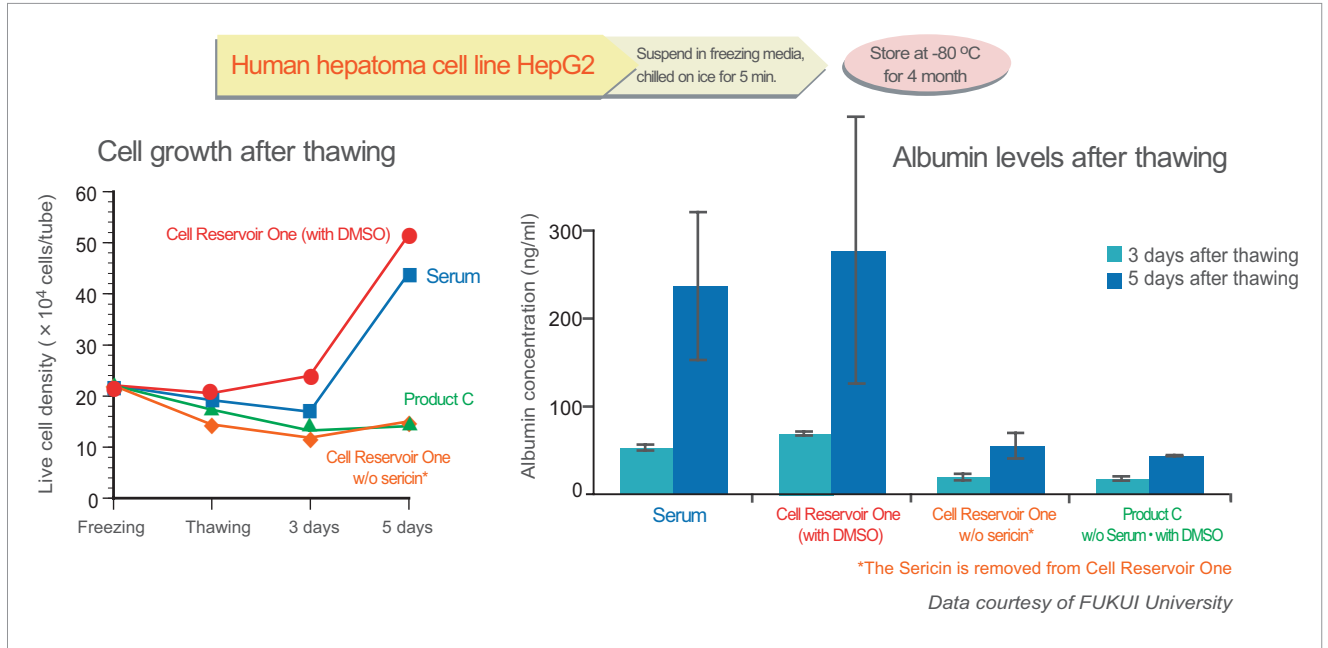 Human hepatoma cell line HepG2
Suspend in freezing media,
chilled on ice for 5 min.
Store at -80 ºC
for 4 month
Cell growth after thawing
Live cell density ( × 10⁴ cells/tube)
60
50
40
30
20
10
0
Freezing
Thawing
3 days
5 days
Cell Reservoir One (with DMSO)
Serum
Product C
Cell Reservoir One
w/o sericin*
Albumin levels after thawing
Albumin concentration (ng/ml)
300
200
100
0
3 days after thawing
5 days after thawing
Serum
Cell Reservoir One
(with DMSO)
Cell Reservoir One
w/o sericin*
Product C
w/o Serum・with DMSO
*The Sericin is removed from Cell Reservoir One
Data courtesy of FUKUI University